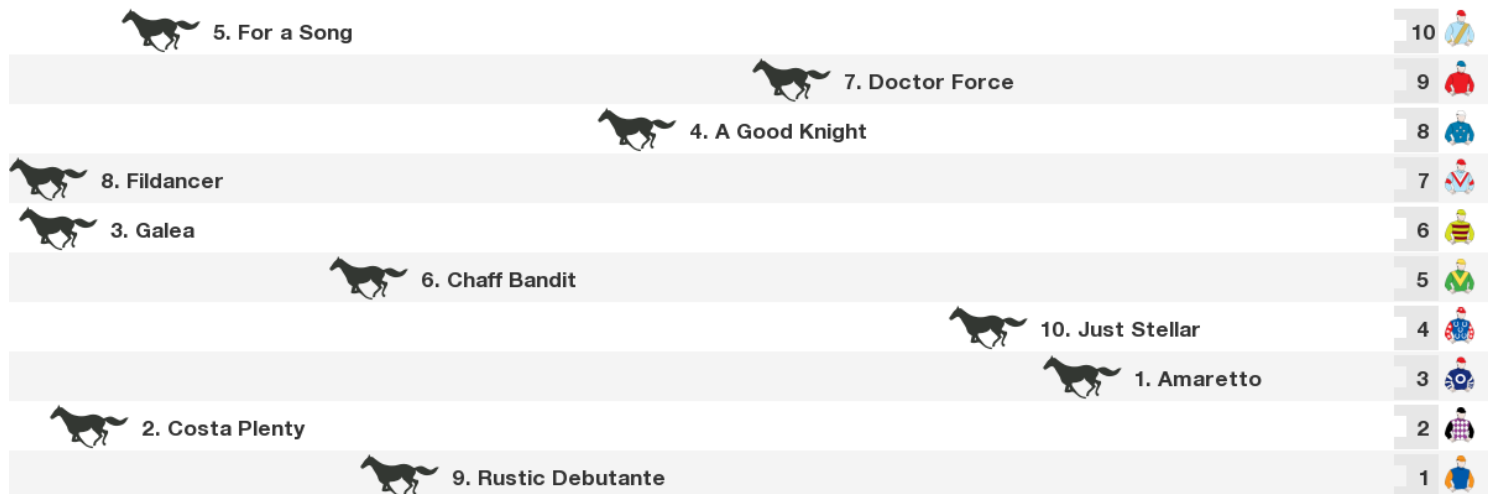 5. For a Song 10
7. Doctor Force 9
4. A Good Knight 8
8. Fildancer 7
3. Galea 6
6. Chaff Bandit 5
10. Just Stellar 4
1. Amaretto 3
2. Costa Plenty 2
9. Rustic Debutante 1